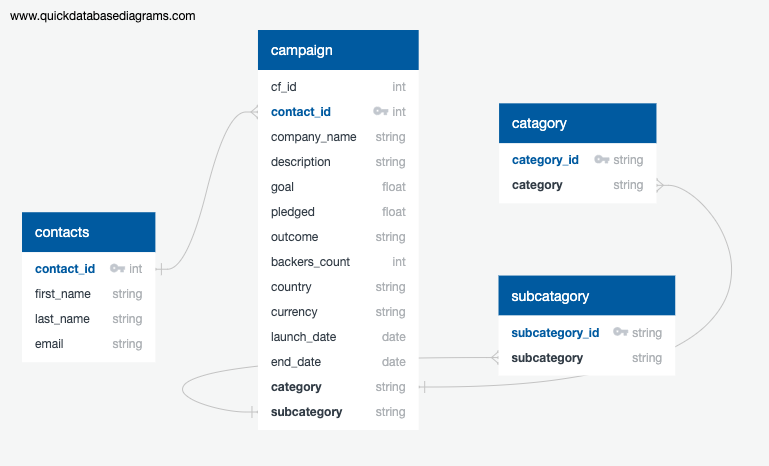 www.quickdatabasediagrams.com
campaign
cf_id int
contact_id int
company_name string
description string
goal float
pledged float
outcome string
backers_count int
country string
currency string
launch_date date
end_date date
category string
subcategory string
catagory
category_id string
category string
contacts
contact_id int
first_name string
last_name string
email string
subcatagory
subcategory_id string
subcategory string